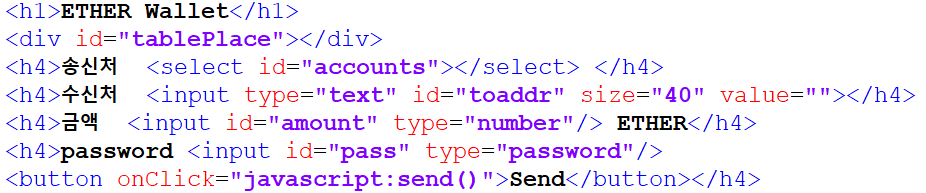 <h1>ETHER Wallet</h1>
<div id="tablePlace"></div>
<h4>송신처  <select id="accounts"></select> </h4>
<h4>수신처  <input type="text" id="toaddr" size="40" value=""></h4>
<h4>금액  <input id="amount" type="number"/> ETHER</h4>
<h4>password <input id="pass" type="password"/>
<button onClick="javascript:send()">Send</button></h4>